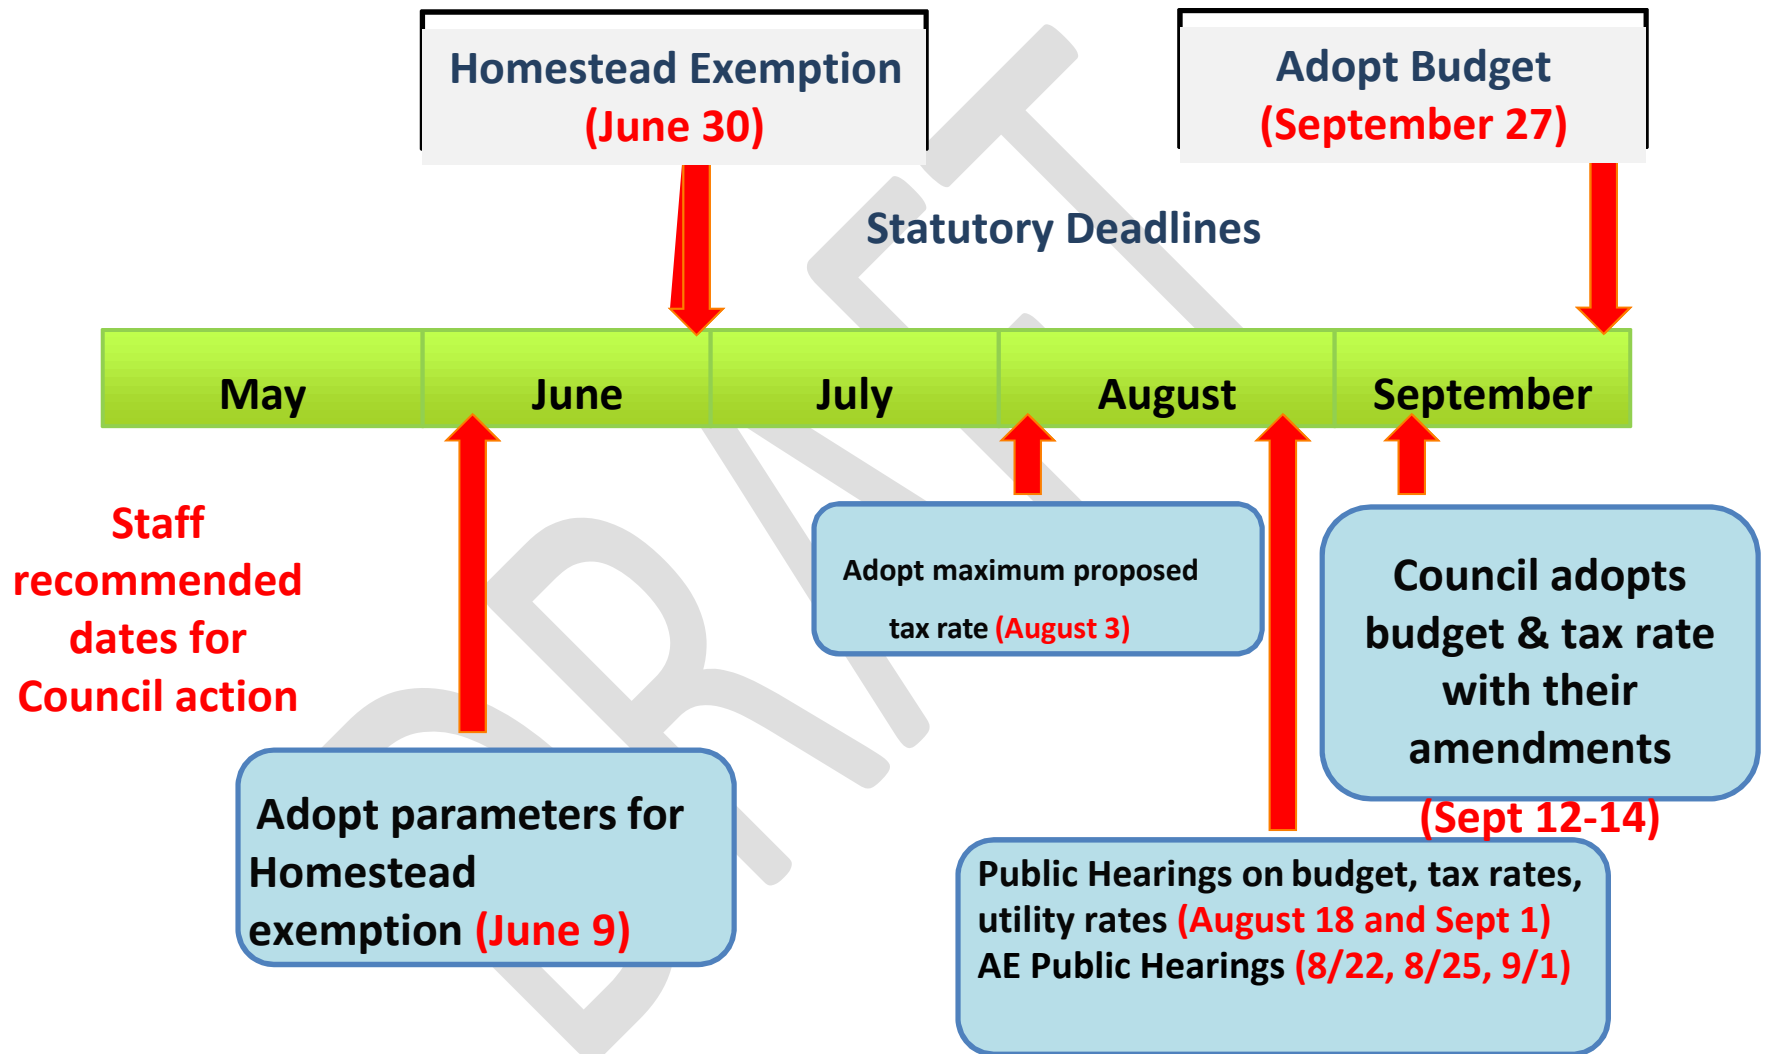 Homestead Exemption
(June 30)
Adopt Budget
(September 27)
Statutory Deadlines
May
June
July
August
September
Staff
recommended
dates for
Council action
Adopt maximum proposed
tax rate (August 3)
Council adopts
budget & tax rate
with their
amendments
(Sept 12-14)
Adopt parameters for
Homestead
exemption (June 9)
Public Hearings on budget, tax rates,
utility rates (August 18 and Sept 1)
AE Public Hearings (8/22, 8/25, 9/1)
DRAFT